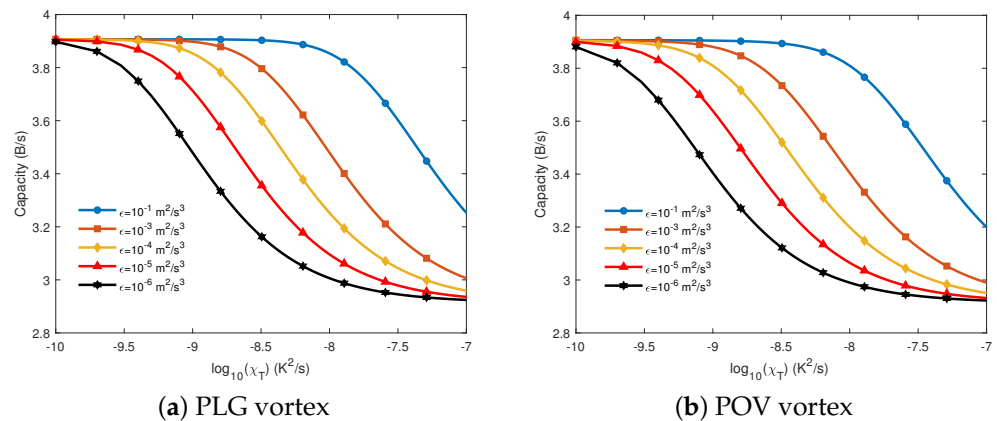 4
3.8
3.6
3.4
3.2
3
2.8
Capacity (B/s)
ϵ=10⁻¹ m²/s³
ϵ=10⁻³ m²/s³
ϵ=10⁻⁴ m²/s³
ϵ=10⁻⁵ m²/s³
ϵ=10⁻⁶ m²/s³
-10 -9.5 -9 -8.5 -8 -7.5 -7
log₁₀(χ_T) (K²/s)
(a) PLG vortex
4
3.8
3.6
3.4
3.2
3
2.8
Capacity (B/s)
ϵ=10⁻¹ m²/s³
ϵ=10⁻³ m²/s³
ϵ=10⁻⁴ m²/s³
ϵ=10⁻⁵ m²/s³
ϵ=10⁻⁶ m²/s³
-10 -9.5 -9 -8.5 -8 -7.5 -7
log₁₀(χ_T) (K²/s)
(b) POV vortex